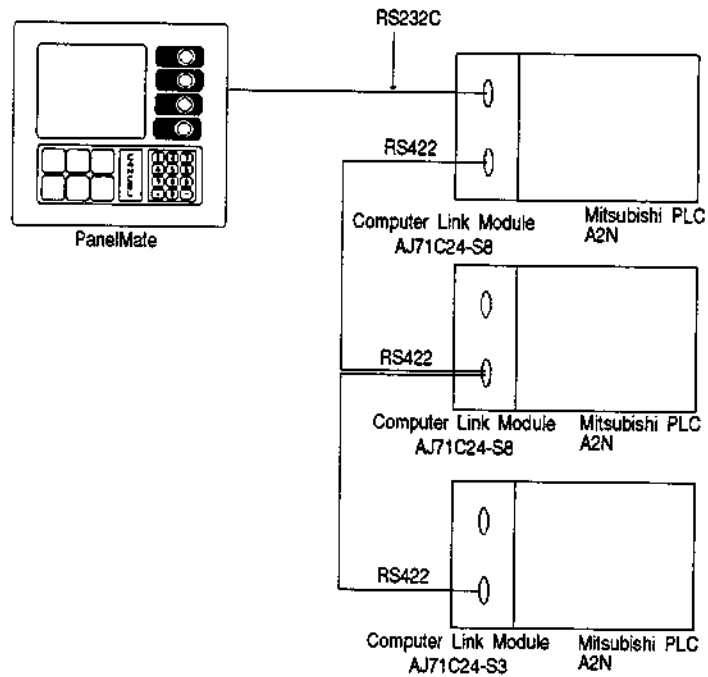 RS232C
RS422
Computer Link Module
AJ71C24-S8
Mitsubishi PLC
A2N
PanelMate
RS422
Computer Link Module
AJ71C24-S8
Mitsubishi PLC
A2N
RS422
Computer Link Module
AJ71C24-S3
Mitsubishi PLC
A2N